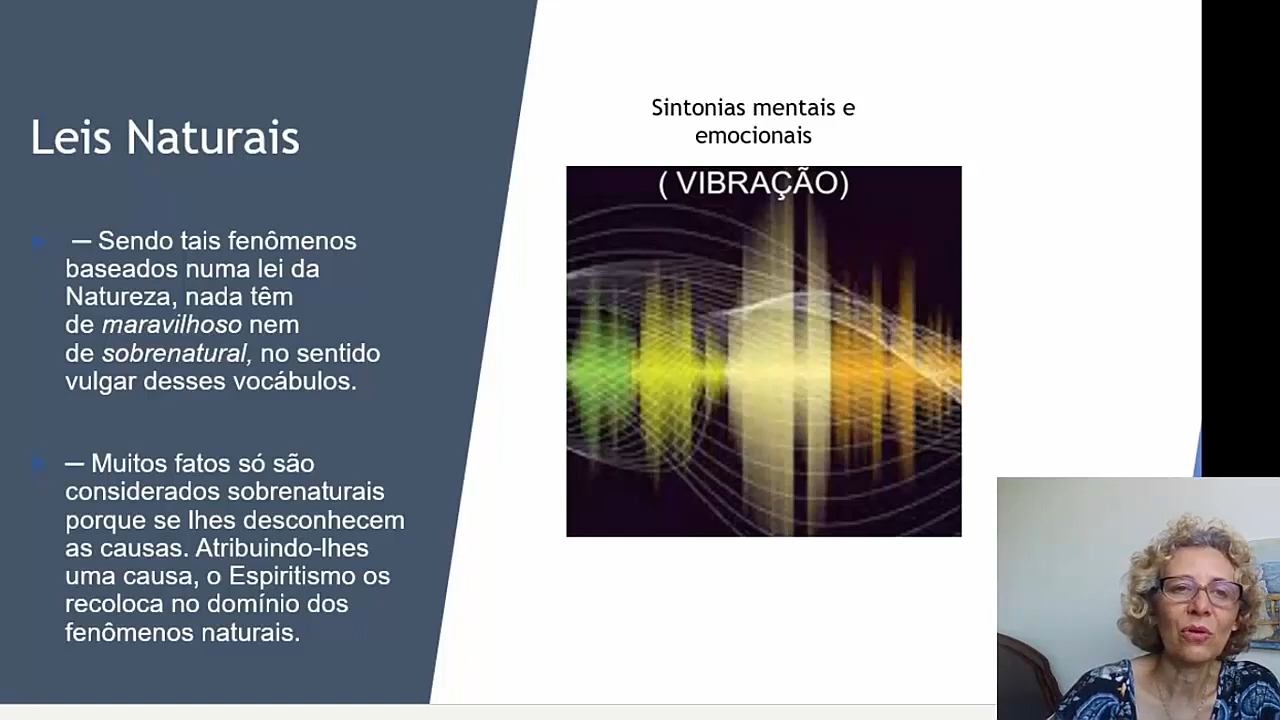 Leis Naturais
— Sendo tais fenômenos
baseados numa lei da
Natureza, nada têm
de maravilhoso nem
de sobrenatural, no sentido
vulgar desses vocábulos.
— Muitos fatos só são
considerados sobrenaturais
porque se lhes desconhecem
as causas. Atribuindo-lhes
uma causa, o Espiritismo os
recoloca no domínio dos
fenômenos naturais.
Sintonias mentais e
emocionais
( VIBRAÇÃO)